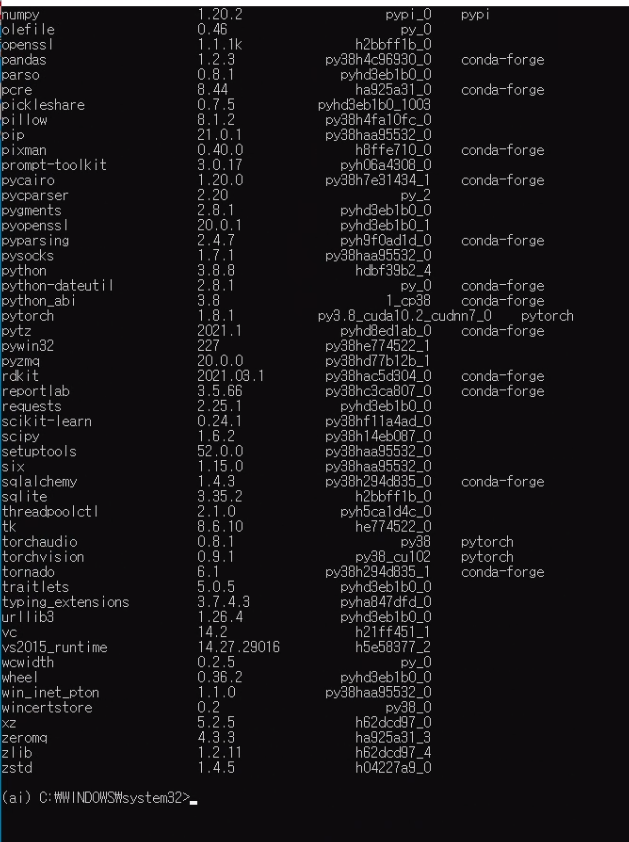 numpy 1.20.2 pypi_0 pypi
olefile 0.46 py_0
openssl 1.1.1k h2bbff1b_0
pandas 1.2.3 py38h4c96930_0 conda-forge
parso 0.8.1 pyhd3eb1b0_0
pcre 8.44 ha925a31_0 conda-forge
pickleshare 0.7.5 pyhd3eb1b0_1003
pillow 8.1.2 py38h4fa10fc_0
pip 21.0.1 py38haa95532_0
pixman 0.40.0 h8ffe710_0 conda-forge
prompt-toolkit 3.0.17 pyh06a4308_0
pycairo 1.20.0 py38h7e31434_1 conda-forge
pycparser 2.20 py_2
pygments 2.8.1 pyhd3eb1b0_0
pyopenssl 20.0.1 pyhd3eb1b0_1
pyparsing 2.4.7 pyh9f0ad1d_0 conda-forge
pysocks 1.7.1 py38haa95532_0
python 3.8.8 hdbf39b2_4
python-dateutil 2.8.1 py_0 conda-forge
python_abi 3.8 1_cp38 conda-forge
pytorch 1.8.1 py3.8_cuda10.2_cudnn7_0 pytorch
pytz 2021.1 pyhd8ed1ab_0 conda-forge
pywin32 227 py38he774522_1
pyzmq 20.0.0 py38hd77b12b_1
rdkit 2021.03.1 py38hac5d304_0 conda-forge
reportlab 3.5.66 py38hc3ca807_0 conda-forge
requests 2.25.1 pyhd3eb1b0_0
scikit-learn 0.24.1 py38hf11a4ad_0
scipy 1.6.2 py38h14eb087_0
setuptools 52.0.0 py38haa95532_0
six 1.15.0 py38haa95532_0
sqlalchemy 1.4.3 py38h294d835_0 conda-forge
sqlite 3.35.2 h2bbff1b_0
threadpoolctl 2.1.0 pyh5ca1d4c_0
tk 8.6.10 he774522_0
torchaudio 0.8.1 py38 pytorch
torchvision 0.9.1 py38_cu102 pytorch
tornado 6.1 py38h294d835_1 conda-forge
traitlets 5.0.5 pyhd3eb1b0_0
typing_extensions 3.7.4.3 pyha847dfd_0
urllib3 1.26.4 pyhd3eb1b0_0
vc 14.2 h21ff451_1
vs2015_runtime 14.27.29016 h5e58377_2
wcwidth 0.2.5 py_0
wheel 0.36.2 pyhd3eb1b0_0
win_inet_pton 1.1.0 py38haa95532_0
wincertstore 0.2 py38_0
xz 5.2.5 h62dcd97_0
zeromq 4.3.3 ha925a31_3
zlib 1.2.11 h62dcd97_4
zstd 1.4.5 h04227a9_0
(ai) C:₩WINDOWS₩system32>